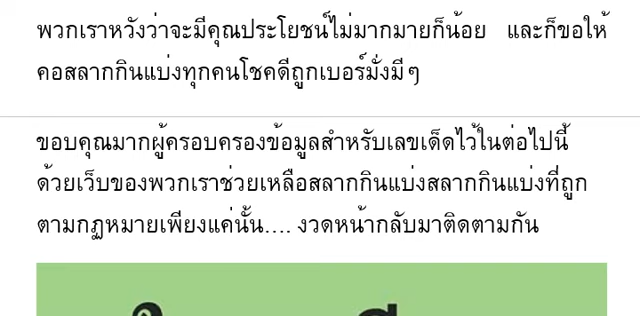 พวกเราหวังว่าจะมีคุณประโยชน์ไม่มากมายก็น้อย และก็ขอให้
คอสลากกินแบ่งทุกคนโชคดีถูกเบอร์มั่งมีๆ
ขอบคุณมากผู้ครอบครองข้อมูลสำหรับเลขเด็ดไว้ในต่อไปนี้
ด้วยเว็บของพวกเราช่วยเหลือสลากกินแบ่งสลากกินแบ่งที่ถูก
ตามกฏหมายเพียงแค่นั้น.... งวดหน้ากลับมาติดตามกัน